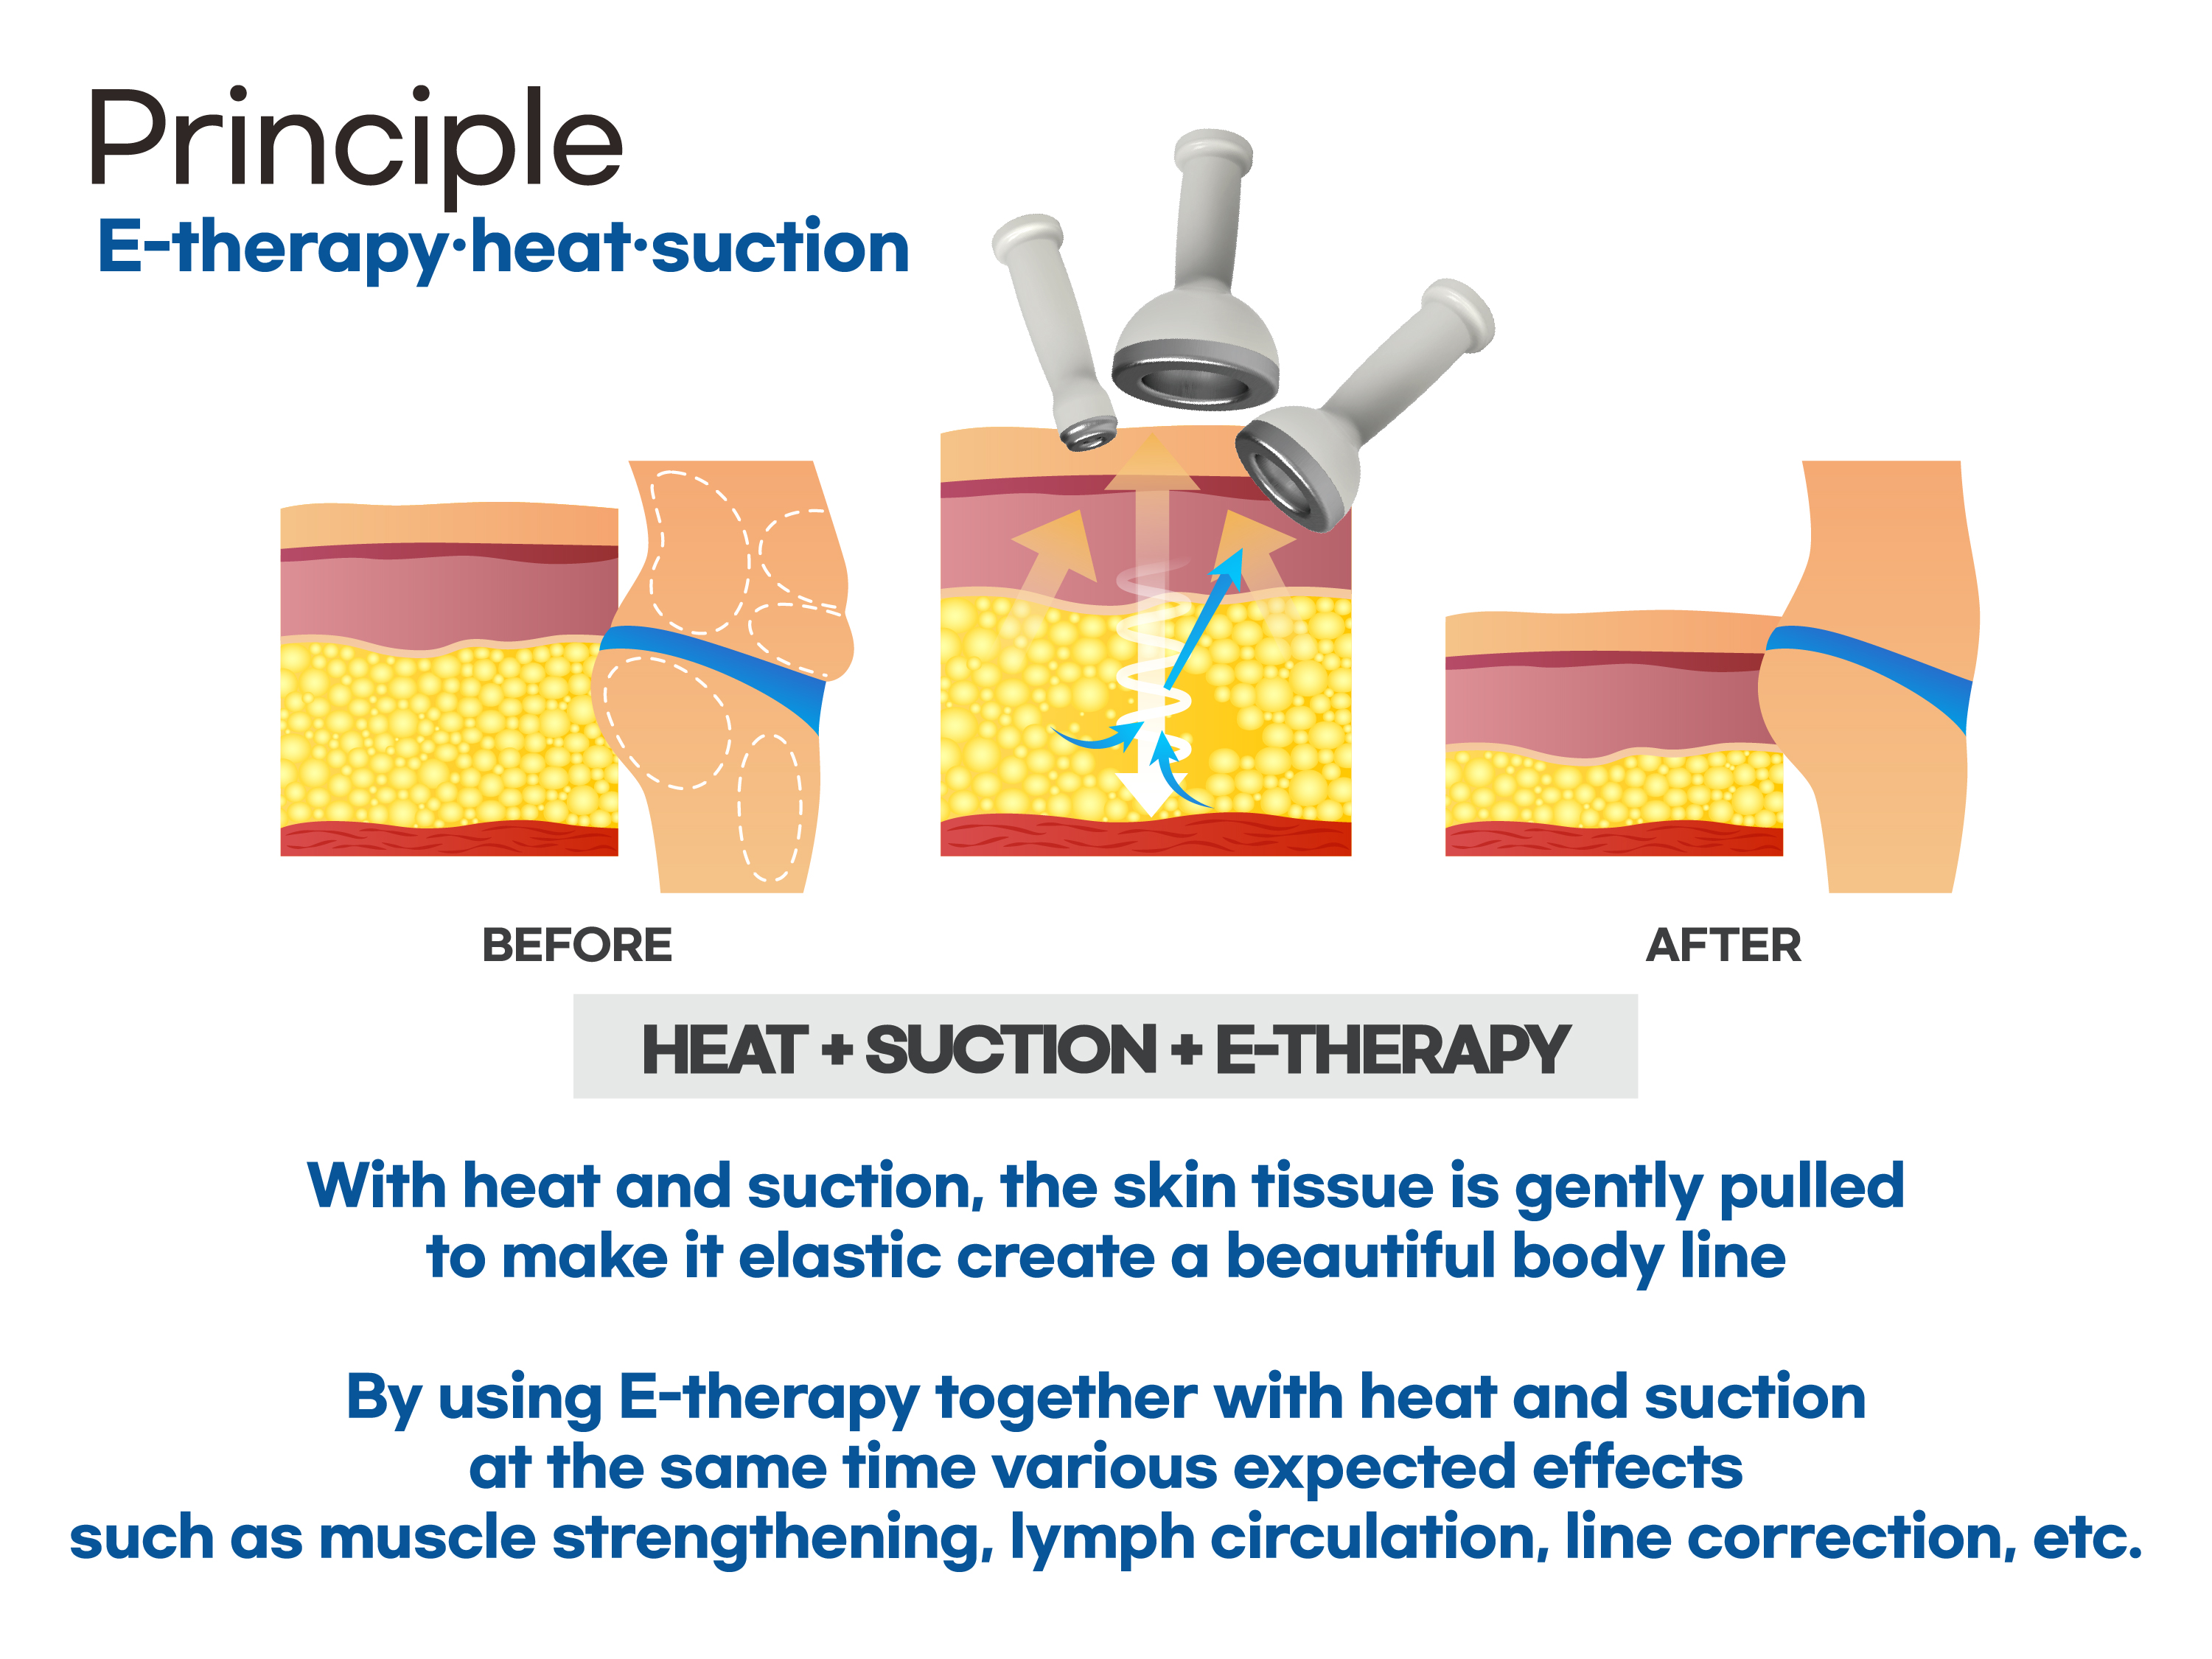 Principle
E-therapy·heat·suction
BEFORE
AFTER
HEAT + SUCTION + E-THERAPY
With heat and suction, the skin tissue is gently pulled
to make it elastic create a beautiful body line
By using E-therapy together with heat and suction
at the same time various expected effects
such as muscle strengthening, lymph circulation, line correction, etc.